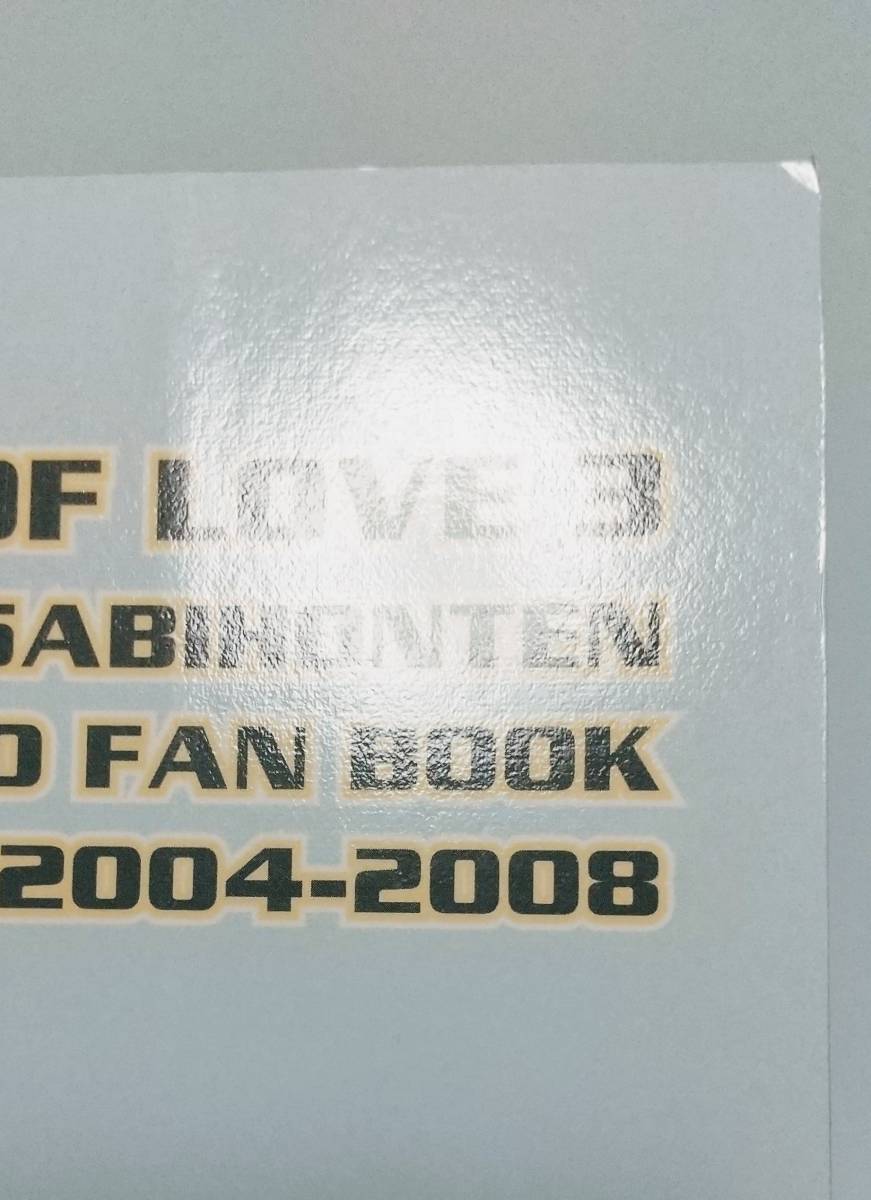 OF LOVE 3
SABIHONTEN
O FAN BOOK
2004-2008